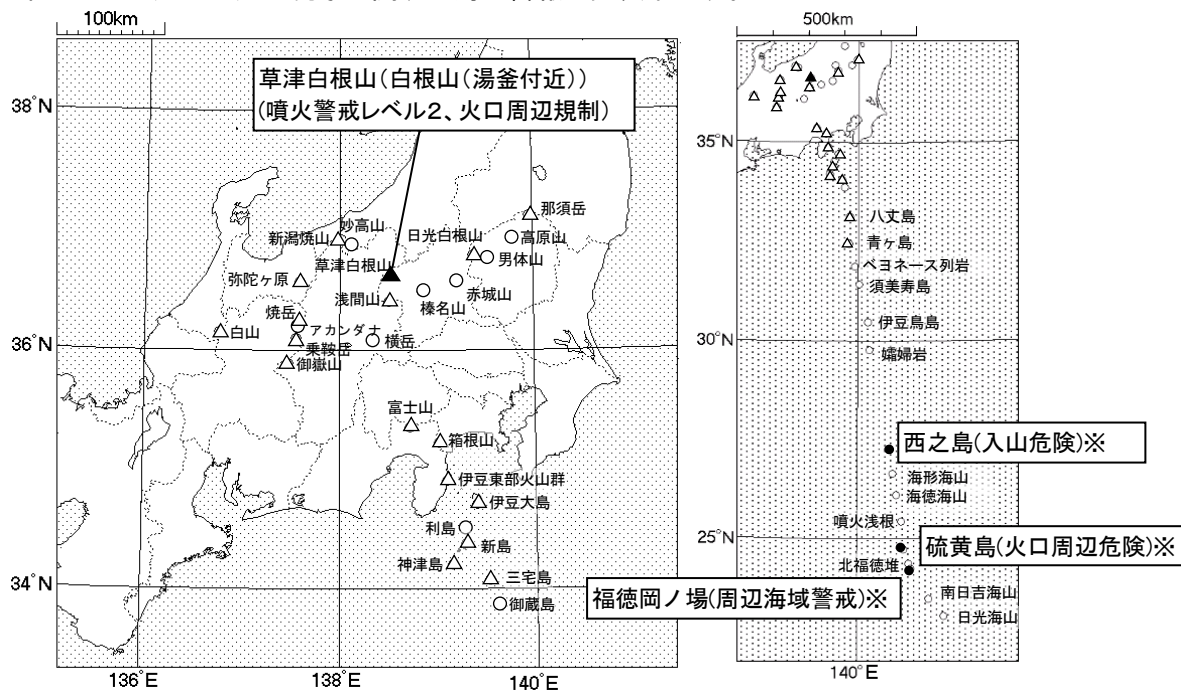 100km
500km
草津白根山(白根山(湯釜付近))
(噴火警戒レベル2、火口周辺規制)
38°N
36°N
34°N
136°E
138°E
140°E
那須岳
妙高山
新潟焼山
日光白根山
高原山
男体山
草津白根山
弥陀ヶ原
浅間山
赤城山
榛名山
焼岳
アカンダナ
白山
乗鞍岳
横岳
御嶽山
富士山
箱根山
伊豆東部火山群
伊豆大島
利島
新島
神津島
三宅島
御蔵島
35°N
30°N
25°N
140°E
八丈島
青ヶ島
ベヨネース列岩
須美寿島
伊豆鳥島
孀婦岩
西之島(入山危険)※
海形海山
海徳海山
噴火浅根
硫黄島(火口周辺危険)※
北福徳堆
福徳岡ノ場(周辺海域警戒)※
南日吉海山
日光海山